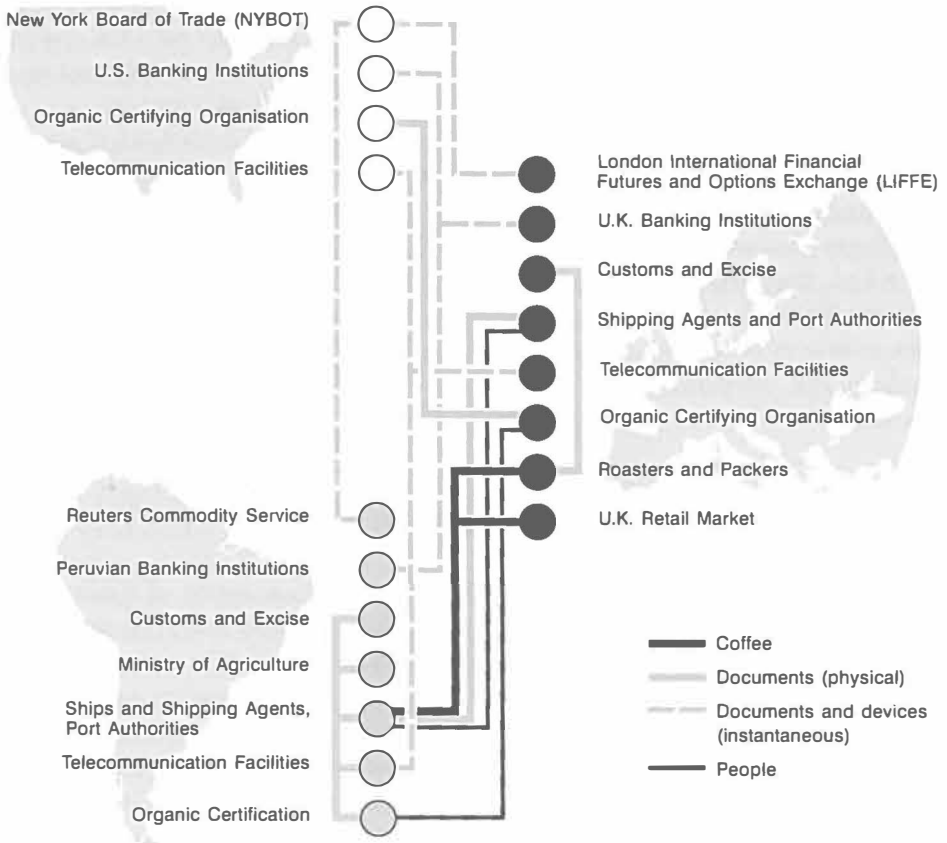 New York Board of Trade (NYBOT)
U.S. Banking Institutions
Organic Certifying Organisation
Telecommunication Facilities
London International Financial
Futures and Options Exchange (LIFFE)
U.K. Banking Institutions
Customs and Excise
Shipping Agents and Port Authorities
Telecommunication Facilities
Organic Certifying Organisation
Roasters and Packers
U.K. Retail Market
Reuters Commodity Service
Peruvian Banking Institutions
Customs and Excise
Ministry of Agriculture
Ships and Shipping Agents,
Port Authorities
Telecommunication Facilities
Organic Certification
Coffee
Documents (physical)
Documents and devices
(instantaneous)
People